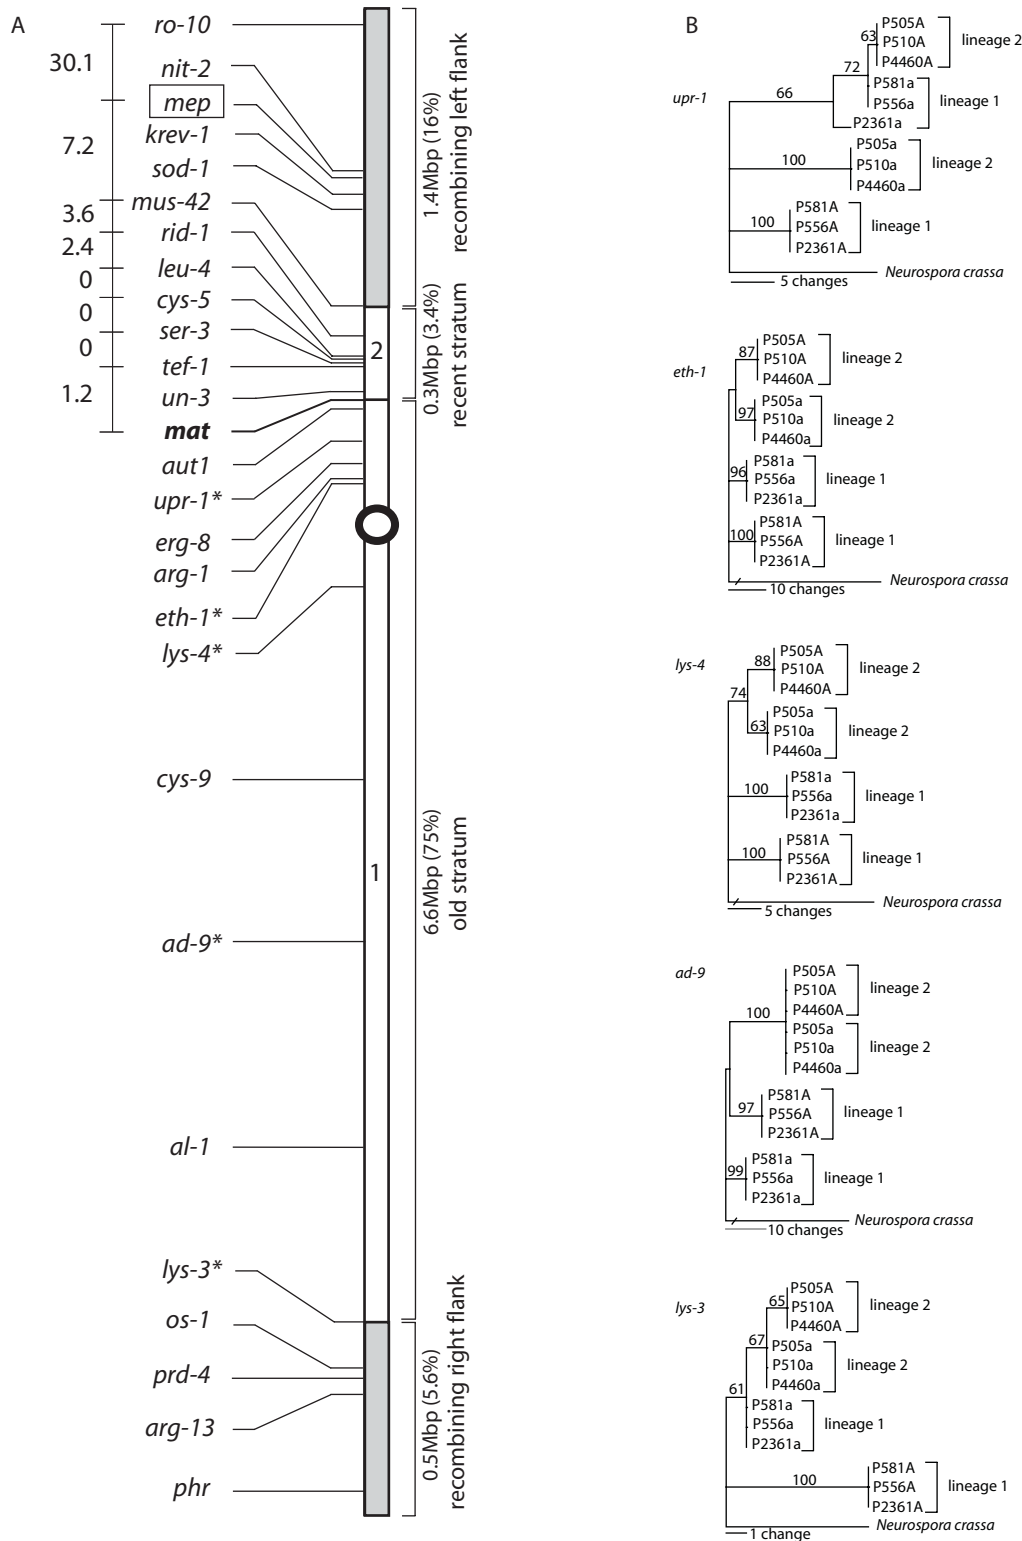 A
ro-10
30.1
nit-2
mep
krev-1
7.2
sod-1
mus-42
3.6
rid-1
2.4
leu-4
0
cys-5
0
ser-3
0
tef-1
1.2
un-3
mat
aut1
upr-1*
erg-8
arg-1
eth-1*
lys-4*
cys-9
ad-9*
al-1
lys-3*
os-1
prd-4
arg-13
phr
2
1
1.4Mbp (16%)
recombining left flank
0.3Mbp (3.4%)
recent stratum
6.6Mbp (75%)
old stratum
0.5Mbp (5.6%)
recombining right flank
B
upr-1
66
72
63
P505A
P510A
P4460A
lineage 2
P581a
P556a
P2361a
lineage 1
100
P505a
P510a
P4460a
lineage 2
100
P581A
P556A
P2361A
lineage 1
Neurospora crassa
5 changes
eth-1
87
P505A
P510A
P4460A
lineage 2
97
P505a
P510a
P4460a
lineage 2
96
P581a
P556a
P2361a
lineage 1
100
P581A
P556A
P2361A
lineage 1
Neurospora crassa
10 changes
lys-4
74
88
P505A
P510A
P4460A
lineage 2
63
P505a
P510a
P4460a
lineage 2
100
P581a
P556a
P2361a
lineage 1
100
P581A
P556A
P2361A
lineage 1
Neurospora crassa
5 changes
ad-9
100
P505A
P510A
P4460A
lineage 2
P505a
P510a
P4460a
lineage 2
97
P581A
P556A
P2361A
lineage 1
99
P581a
P556a
P2361a
lineage 1
Neurospora crassa
10 changes
lys-3
61
67
65
P505A
P510A
P4460A
lineage 2
P505a
P510a
P4460a
lineage 2
P581a
P556a
P2361a
lineage 1
100
P581A
P556A
P2361A
lineage 1
Neurospora crassa
1 change